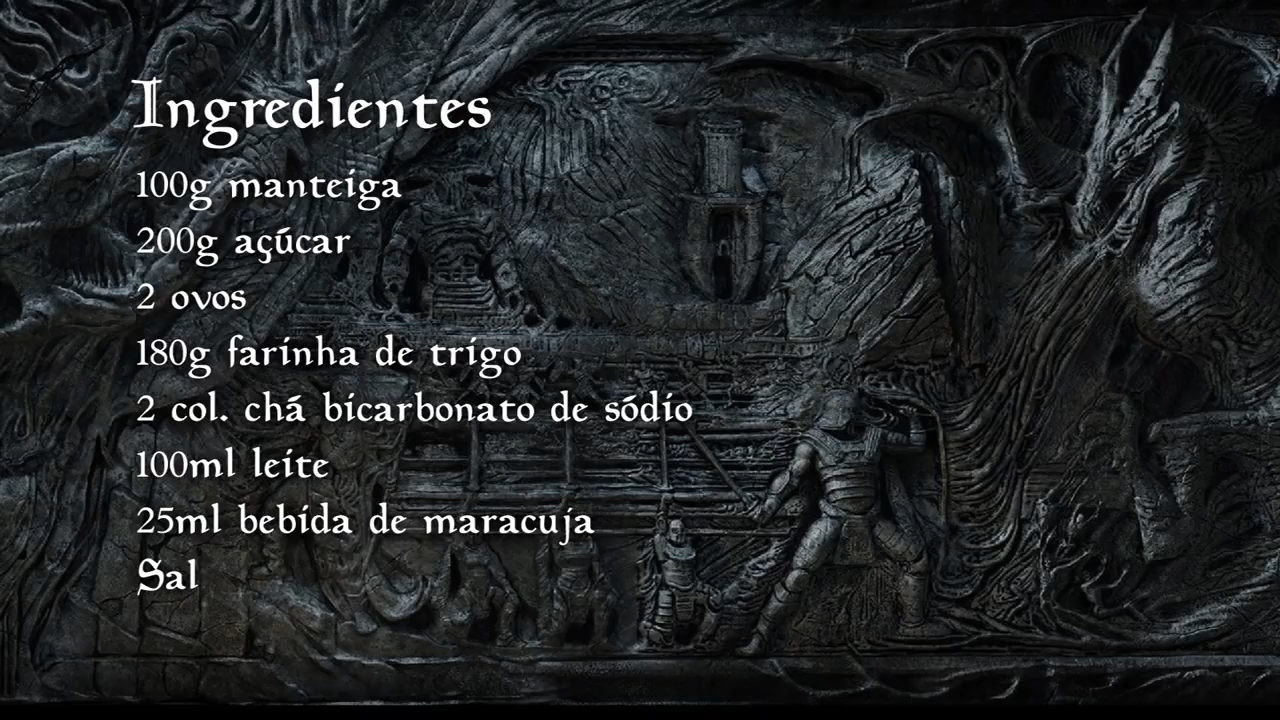 Ingredientes
100g manteiga
200g açúcar
2 ovos
180g farinha de trigo
2 col. chá bicarbonato de sódio
100ml leite
25ml bebida de maracuja
Sal